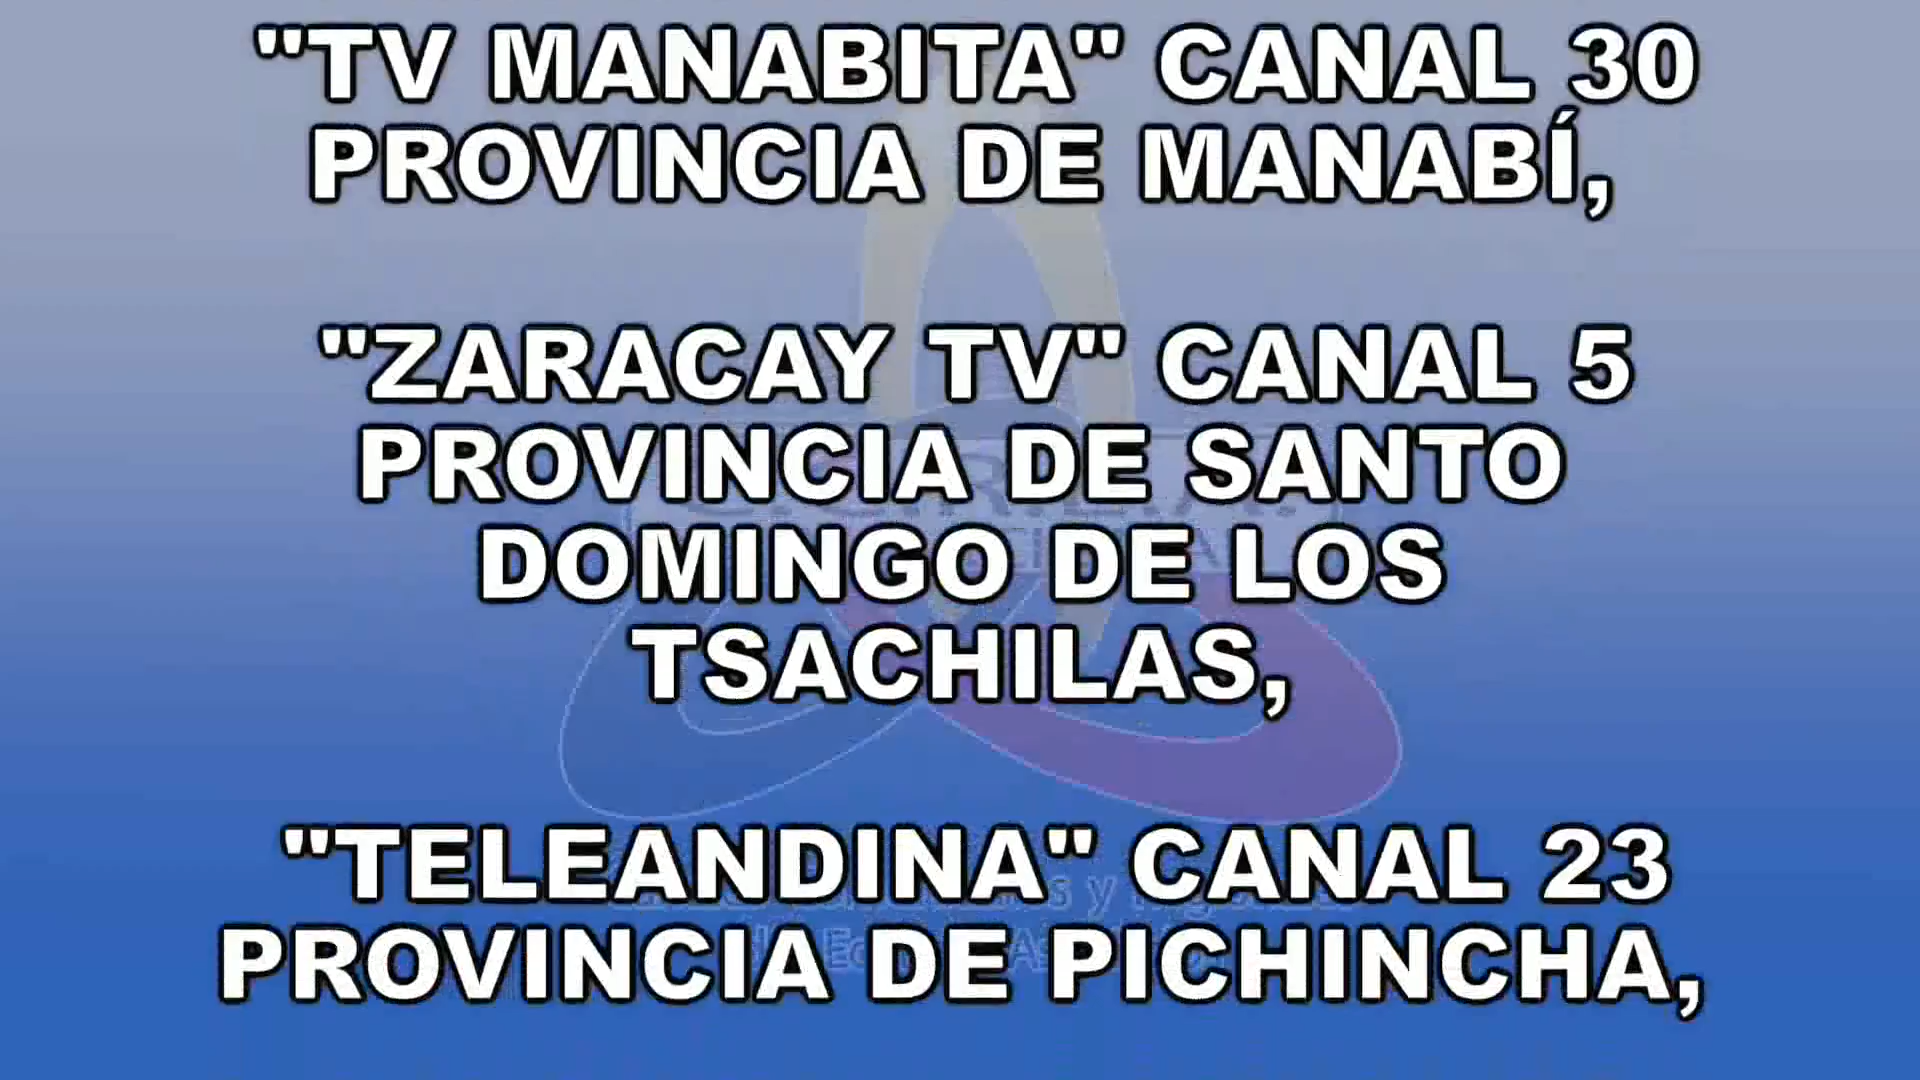 "TV MANABITA" CANAL 30
PROVINCIA DE MANABÍ,
"ZARACAY TV" CANAL 5
PROVINCIA DE SANTO
DOMINGO DE LOS
TSACHILAS,
"TELEANDINA" CANAL 23
PROVINCIA DE PICHINCHA,